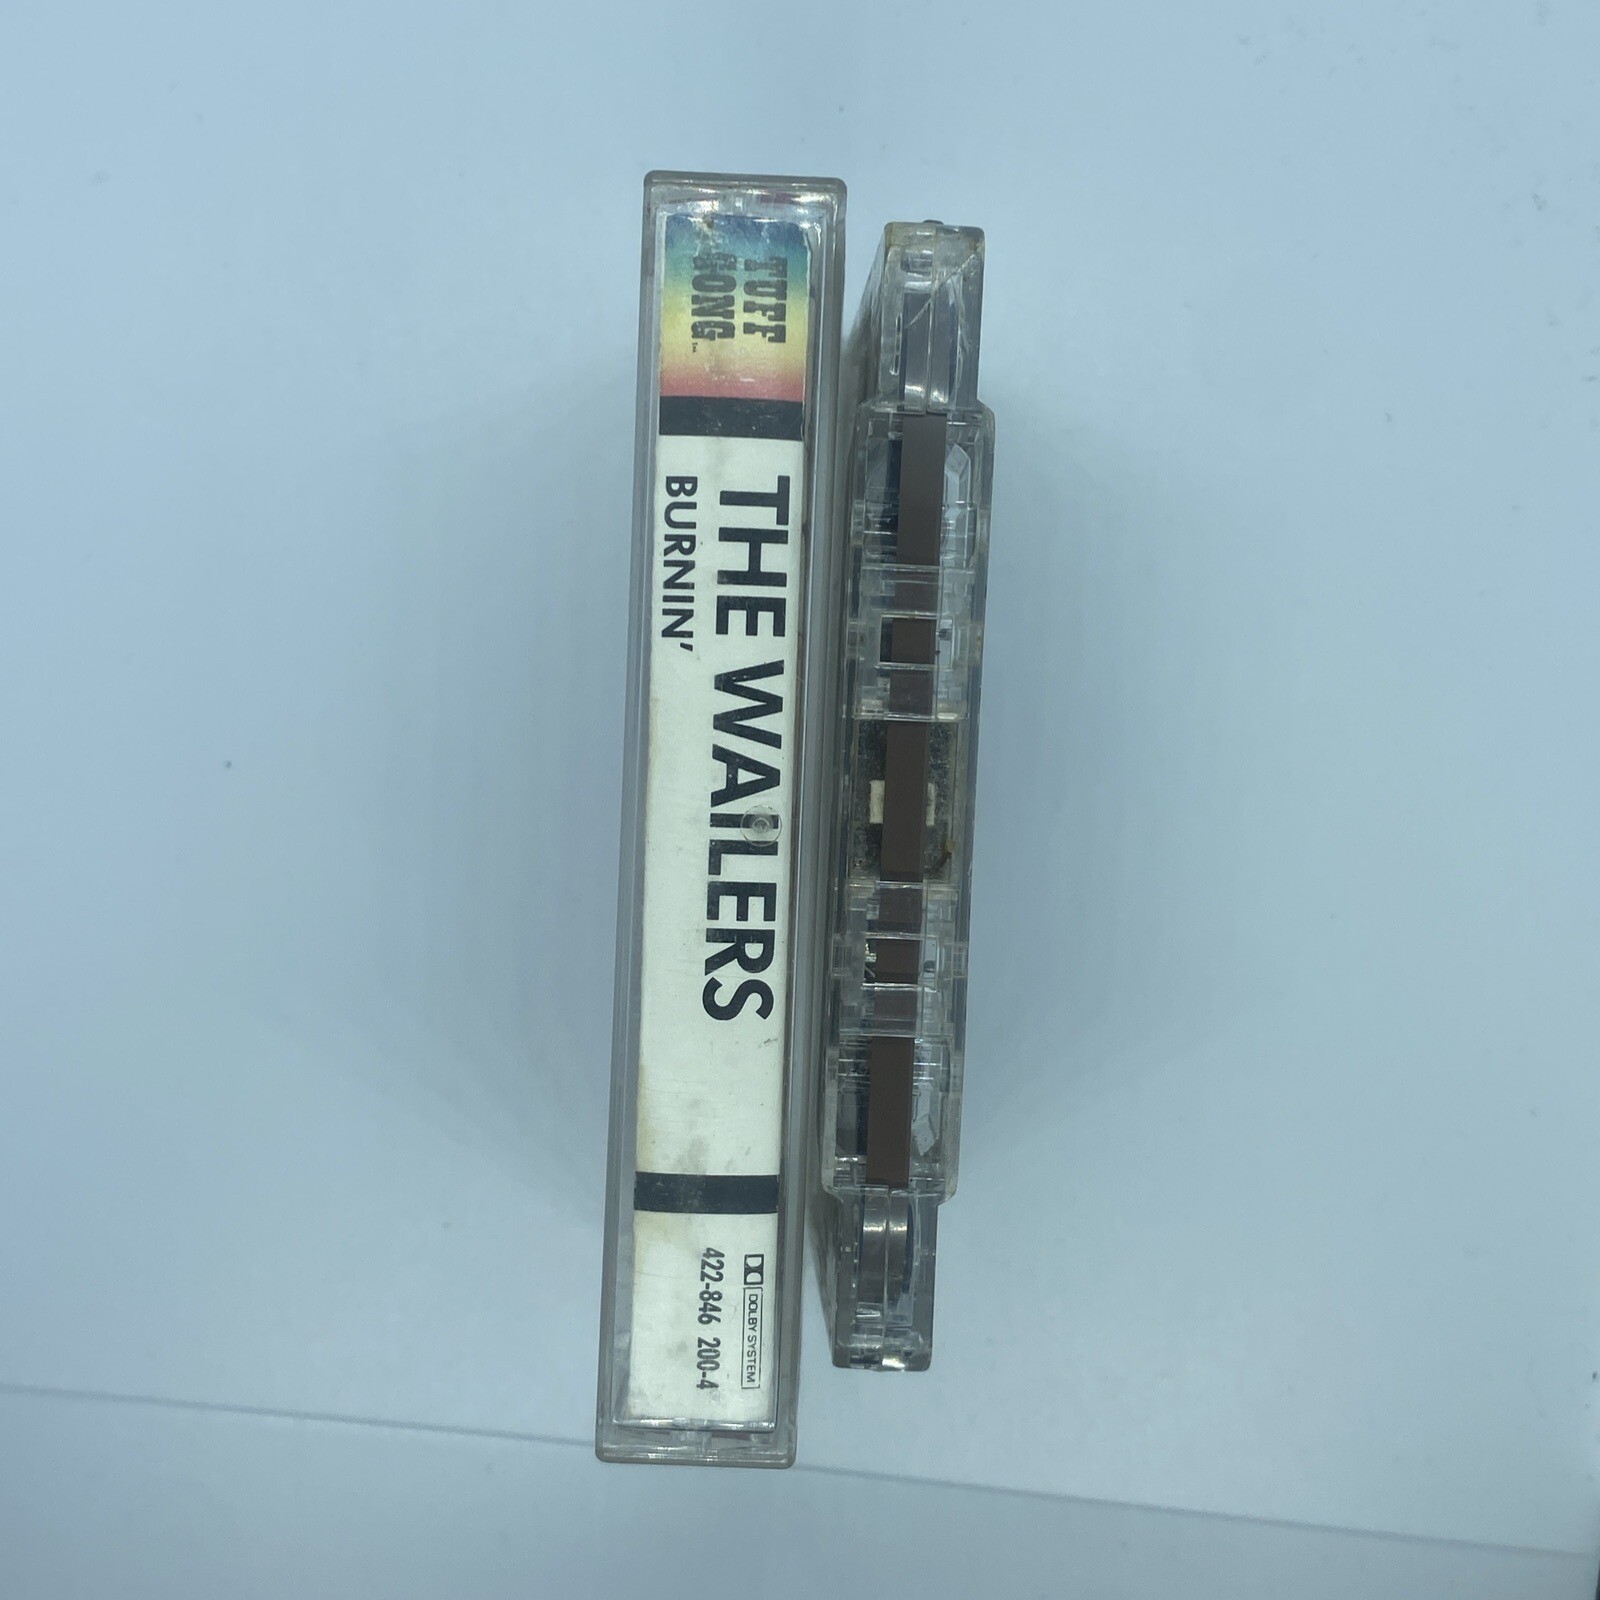 TUFF
GONG
THE WAILERS
BURNIN'
DOLBY SYSTEM
422-846 200-4